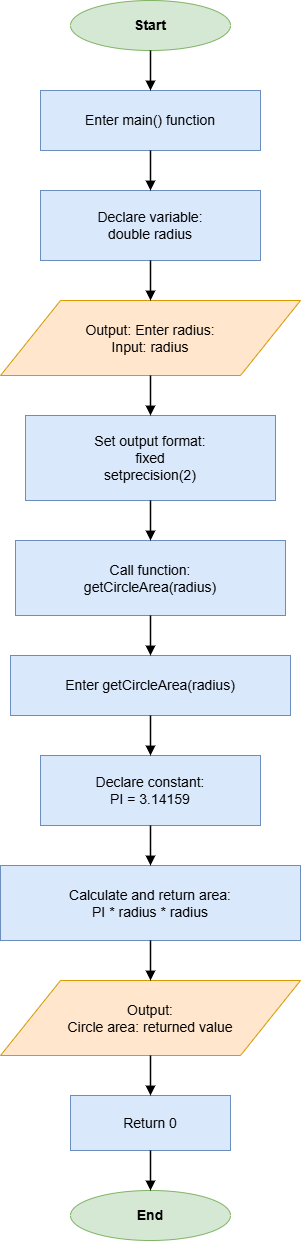 Start
Enter main() function
Declare variable:
double radius
Output: Enter radius:
Input: radius
Set output format:
fixed
setprecision(2)
Call function:
getCircleArea(radius)
Enter getCircleArea(radius)
Declare constant:
PI = 3.14159
Calculate and return area:
PI * radius * radius
Output:
Circle area: returned value
Return 0
End